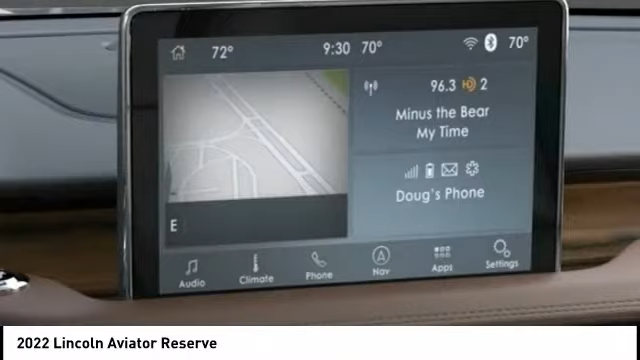 72° 9:30 70° 70°
96.3 HD 2
Minus the Bear
My Time
Doug's Phone
E
Audio Climate Phone Nav Apps Settings
2022 Lincoln Aviator Reserve